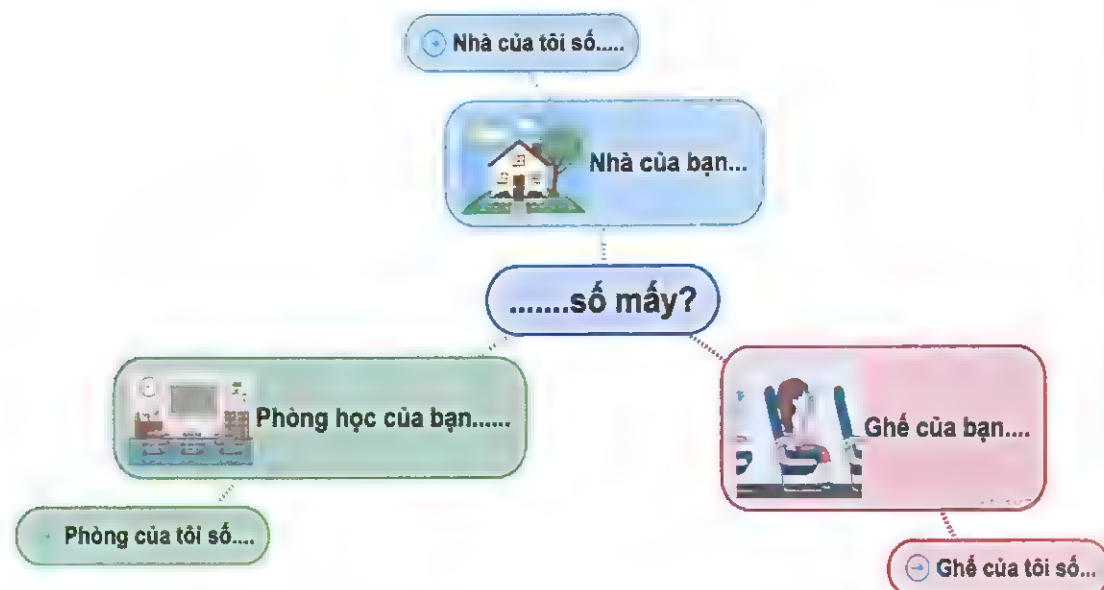 Nhà của tôi số.....
Nhà của bạn...
.......số mấy?
Phòng học của bạn......
Ghế của bạn....
Phòng của tôi số....
Ghế của tôi số...